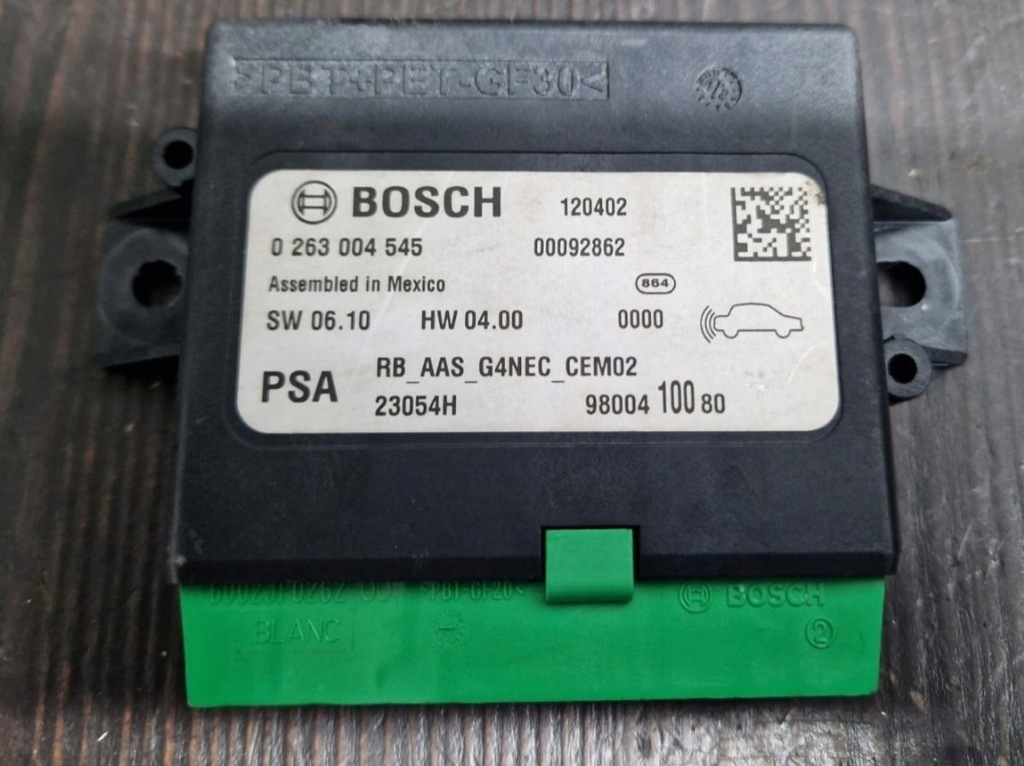 >PBT+PET-GF30<
BOSCH 120402
0 263 004 545 00092862
Assembled in Mexico 864
SW 06.10 HW 04.00 0000
RB_AAS_G4NEC_CEM02
PSA
23054H 98004 100 80
>PBT-GF20< BOSCH
BLANC 2